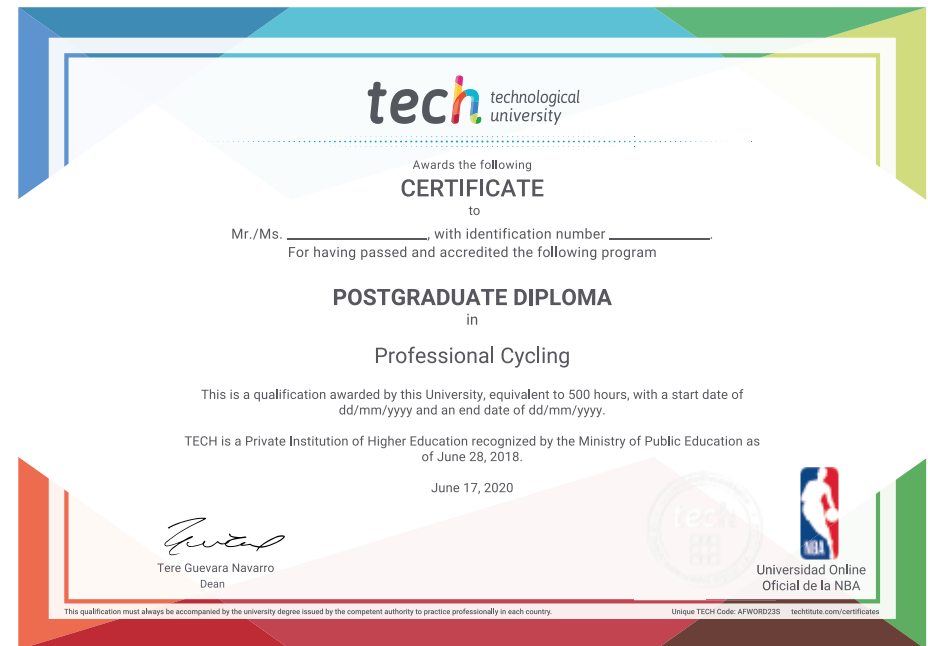 tech technological
university
Awards the following
CERTIFICATE
to
Mr./Ms. ____________________, with identification number ______________.
For having passed and accredited the following program
POSTGRADUATE DIPLOMA
in
Professional Cycling
This is a qualification awarded by this University, equivalent to 500 hours, with a start date of
dd/mm/yyyy and an end date of dd/mm/yyyy.
TECH is a Private Institution of Higher Education recognized by the Ministry of Public Education as
of June 28, 2018.
June 17, 2020
tech
NBA
Tere Guevara Navarro
Dean
Universidad Online
Oficial de la NBA
This qualification must always be accompanied by the university degree issued by the competent authority to practice professionally in each country.
Unique TECH Code: AFWORD23S techtitute.com/certificates